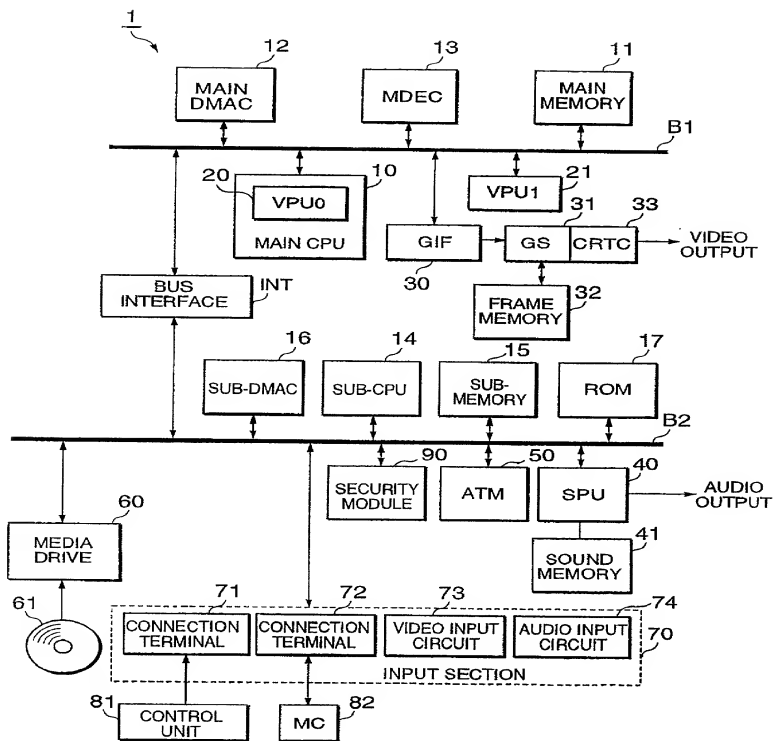 1
12
13
11
MAIN
DMAC
MDEC
MAIN
MEMORY
B1
20
10
21
31
33
VPU0
MAIN CPU
VPU1
GIF
GS
CRTC
VIDEO
OUTPUT
30
BUS
INTERFACE
INT
FRAME
MEMORY
32
16
14
15
17
SUB-DMAC
SUB-CPU
SUB-
MEMORY
ROM
B2
90
50
40
SECURITY
MODULE
ATM
SPU
AUDIO
OUTPUT
60
MEDIA
DRIVE
41
SOUND
MEMORY
61
71
72
73
74
CONNECTION
TERMINAL
CONNECTION
TERMINAL
VIDEO INPUT
CIRCUIT
AUDIO INPUT
CIRCUIT
70
INPUT SECTION
81
CONTROL
UNIT
MC
82